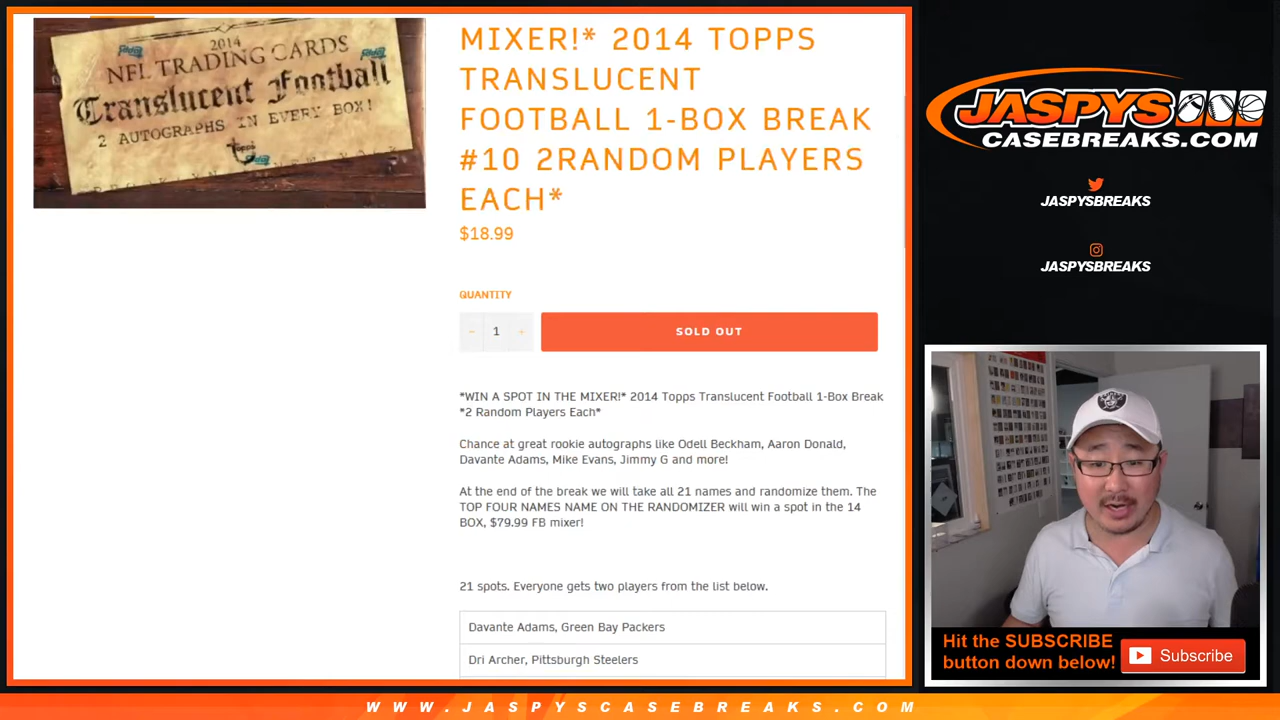 2014
NFL TRADING CARDS
Translucent Football
2 AUTOGRAPHS IN EVERY BOX!
MIXER!* 2014 TOPPS
TRANSLUCENT
FOOTBALL 1-BOX BREAK
#10 2RANDOM PLAYERS
EACH*
$18.99
QUANTITY
- 1 +
SOLD OUT
*WIN A SPOT IN THE MIXER!* 2014 Topps Translucent Football 1-Box Break
*2 Random Players Each*
Chance at great rookie autographs like Odell Beckham, Aaron Donald,
Davante Adams, Mike Evans, Jimmy G and more!
At the end of the break we will take all 21 names and randomize them. The
TOP FOUR NAMES NAME ON THE RANDOMIZER will win a spot in the 14
BOX, $79.99 FB mixer!
21 spots. Everyone gets two players from the list below.
Davante Adams, Green Bay Packers
Dri Archer, Pittsburgh Steelers
JASPYS
CASEBREAKS.COM
JASPYSBREAKS
JASPYSBREAKS
Hit the SUBSCRIBE
button down below!
Subscribe
WWW.JASPYSCASEBREAKS.COM